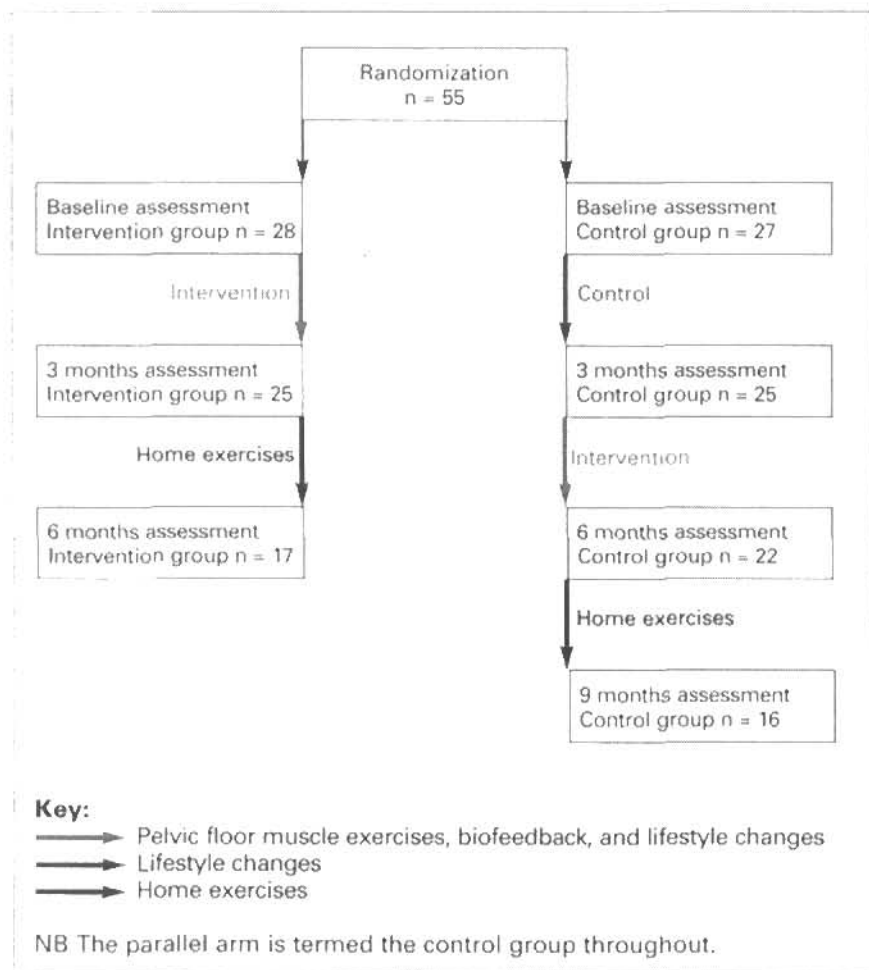 Randomization
n = 55
Baseline assessment
Intervention group n = 28
Baseline assessment
Control group n = 27
Intervention
Control
3 months assessment
Intervention group n = 25
3 months assessment
Control group n = 25
Home exercises
Intervention
6 months assessment
Intervention group n = 17
6 months assessment
Control group n = 22
Home exercises
9 months assessment
Control group n = 16
Key:
Pelvic floor muscle exercises, biofeedback, and lifestyle changes
Lifestyle changes
Home exercises
NB The parallel arm is termed the control group throughout.